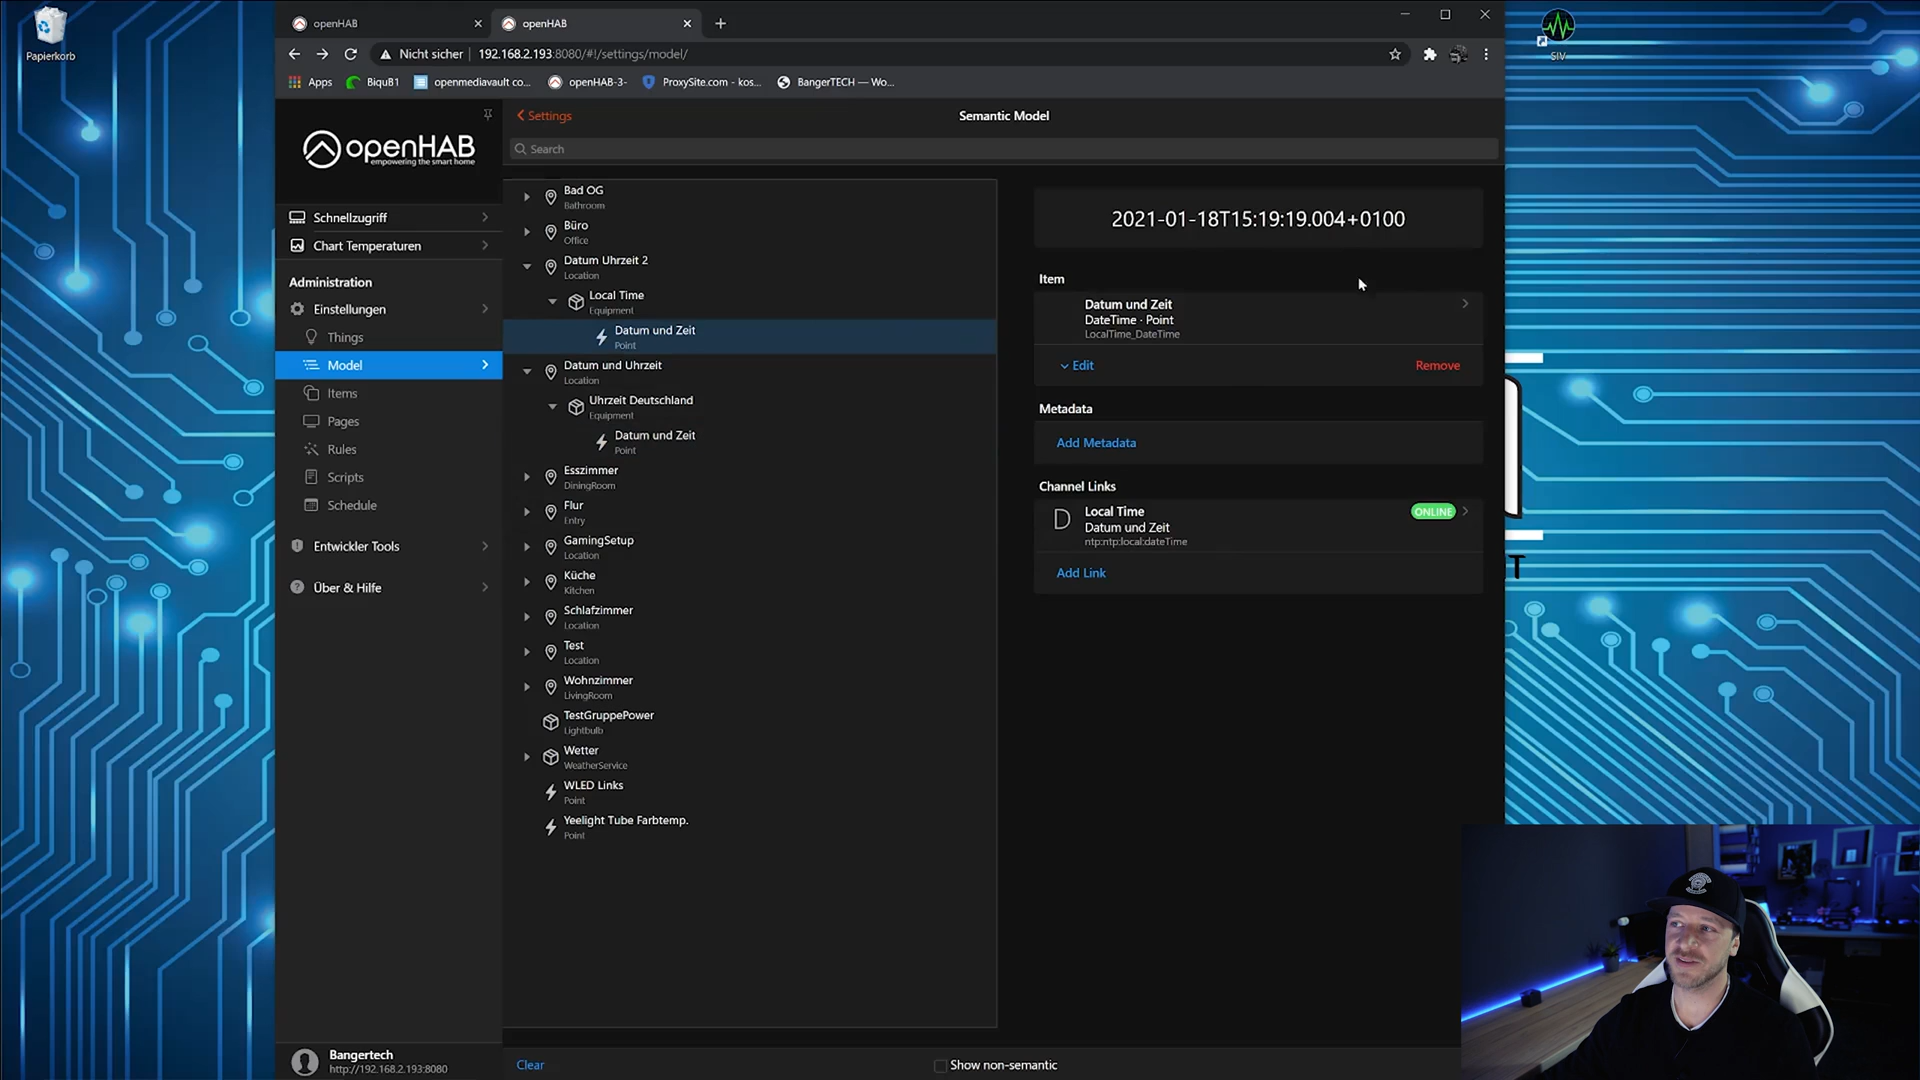 Papierkorb
openHAB
openHAB
Nicht sicher
192.168.2.193:8080/#!/settings/model/
Apps
BiquB1
openmediavault co...
openHAB-3-
ProxySite.com - kos...
BangerTECH — Wo...
SIV
openHAB
empowering the smart home
Schnellzugriff
Chart Temperaturen
Administration
Einstellungen
Things
Model
Items
Pages
Rules
Scripts
Schedule
Entwickler Tools
Über & Hilfe
Bangertech
http://192.168.2.193:8080
Settings
Semantic Model
Search
Bad OG
Bathroom
Büro
Office
Datum Uhrzeit 2
Location
Local Time
Equipment
Datum und Zeit
Point
Datum und Uhrzeit
Location
Uhrzeit Deutschland
Equipment
Datum und Zeit
Point
Esszimmer
DiningRoom
Flur
Entry
GamingSetup
Location
Küche
Kitchen
Schlafzimmer
Location
Test
Location
Wohnzimmer
LivingRoom
TestGruppePower
Lightbulb
Wetter
WeatherService
WLED Links
Point
Yeelight Tube Farbtemp.
Point
Clear
Show non-semantic
2021-01-18T15:19:19.004+0100
Item
Datum und Zeit
DateTime · Point
LocalTime_DateTime
Edit
Remove
Metadata
Add Metadata
Channel Links
D
Local Time
ONLINE
Datum und Zeit
ntp:ntp:local:dateTime
Add Link
T